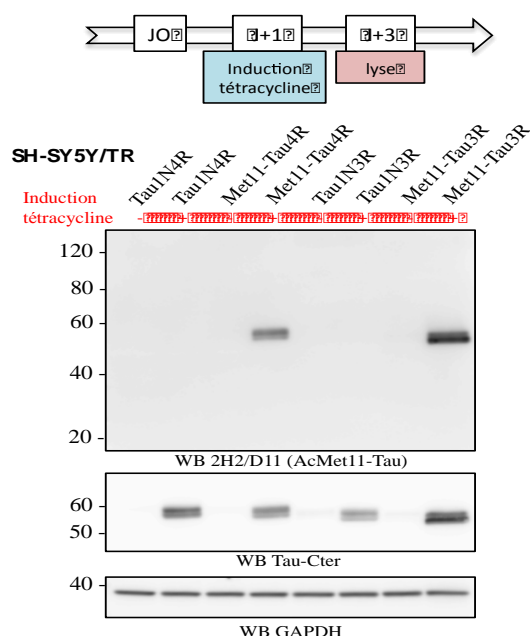 JO
J+1
J+3
Induction
tétracycline
lyse
SH-SY5Y/TR
Tau1N4R
Tau1N4R
Met11-Tau4R
Met11-Tau4R
Tau1N3R
Tau1N3R
Met11-Tau3R
Met11-Tau3R
Induction
tétracycline
- + - + - + - +
120 -
80 -
60 -
40 -
20 -
WB 2H2/D11 (AcMet11-Tau)
60 -
50 -
WB Tau-Cter
40 -
WB GAPDH